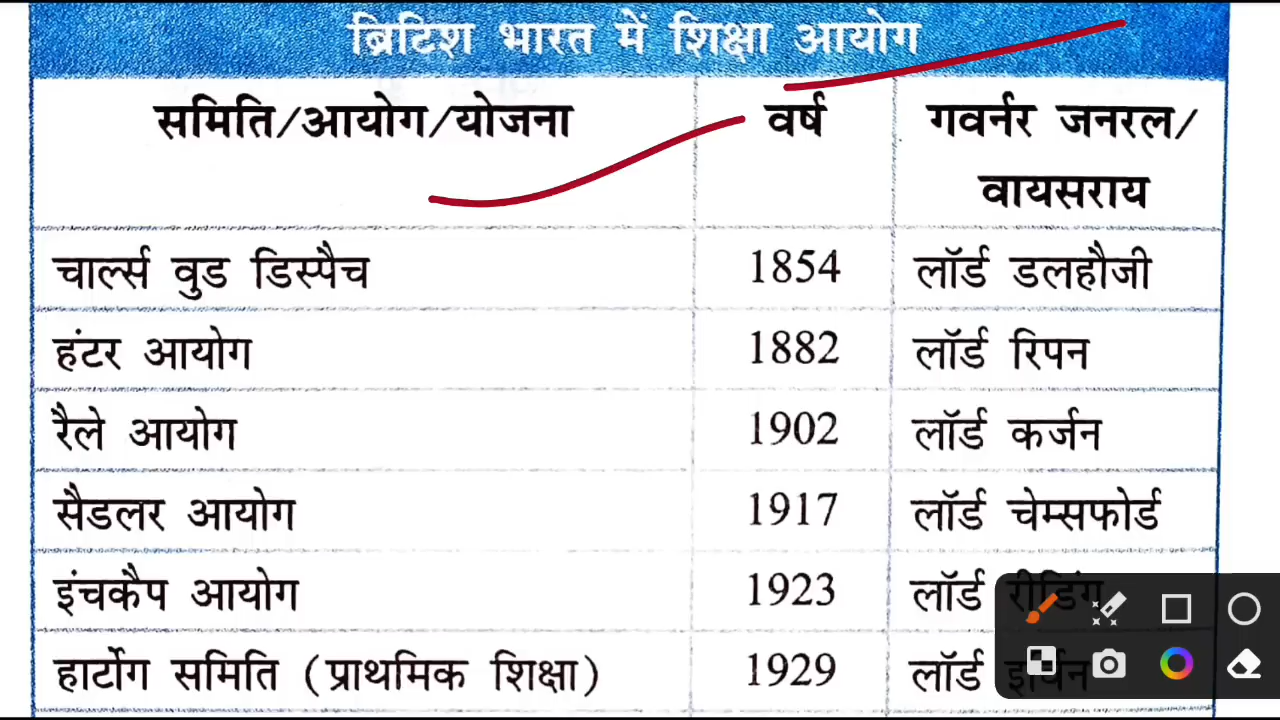 ब्रिटिश भारत में शिक्षा आयोग
समिति/आयोग/योजना वर्ष गवर्नर जनरल/
वायसराय
चार्ल्स वुड डिस्पैच 1854 लॉर्ड डलहौजी
हंटर आयोग 1882 लॉर्ड रिपन
रैले आयोग 1902 लॉर्ड कर्जन
सैडलर आयोग 1917 लॉर्ड चेम्सफोर्ड
इंचकैप आयोग 1923 लॉर्ड रीडिंग
हार्टोग समिति (प्राथमिक शिक्षा) 1929 लॉर्ड इर्विन